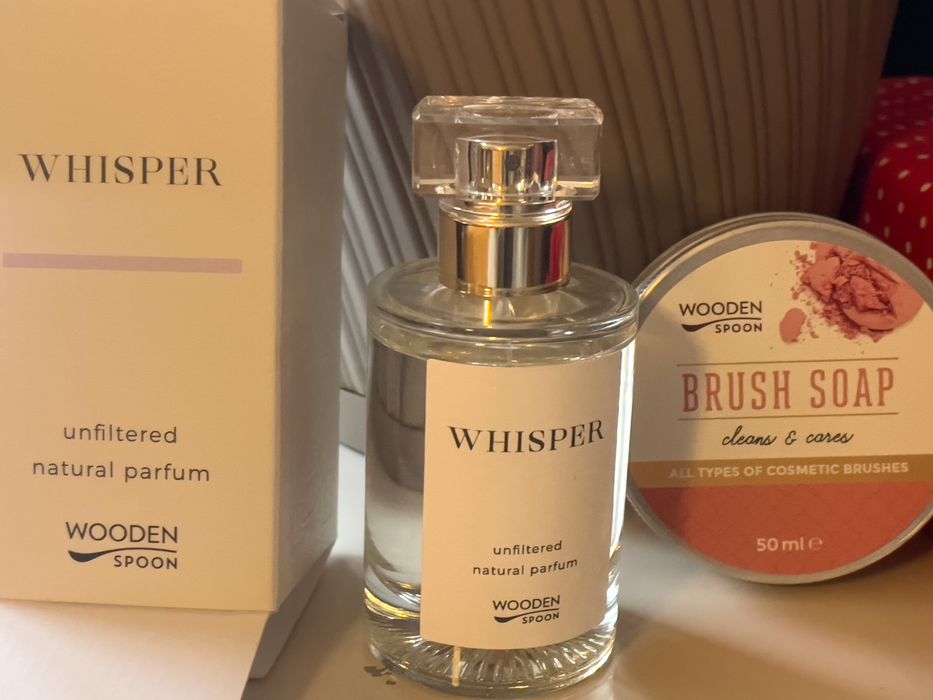 WHISPER
unfiltered
natural parfum
WOODEN
SPOON
WHISPER
unfiltered
natural parfum
WOODEN
SPOON
WOODEN
SPOON
BRUSH SOAP
cleans & cares
ALL TYPES OF COSMETIC BRUSHES
50 ml ℮